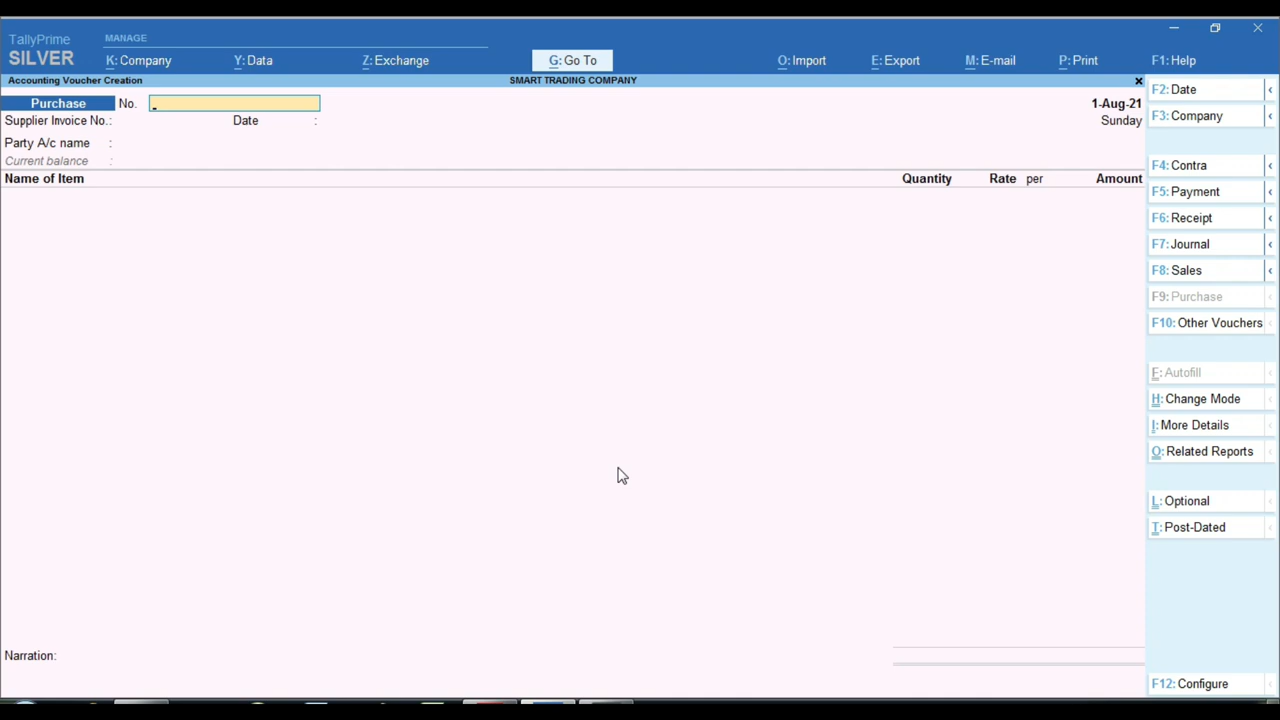 TallyPrime
SILVER
MANAGE
K: Company
Y: Data
Z: Exchange
G: Go To
O: Import
E: Export
M: E-mail
P: Print
F1: Help
Accounting Voucher Creation
SMART TRADING COMPANY
Purchase No.
1-Aug-21
Supplier Invoice No.: Date :
Sunday
Party A/c name :
Current balance :
Name of Item Quantity Rate per Amount
Narration:
F2: Date
F3: Company
F4: Contra
F5: Payment
F6: Receipt
F7: Journal
F8: Sales
F9: Purchase
F10: Other Vouchers
F: Autofill
H: Change Mode
I: More Details
O: Related Reports
L: Optional
T: Post-Dated
F12: Configure